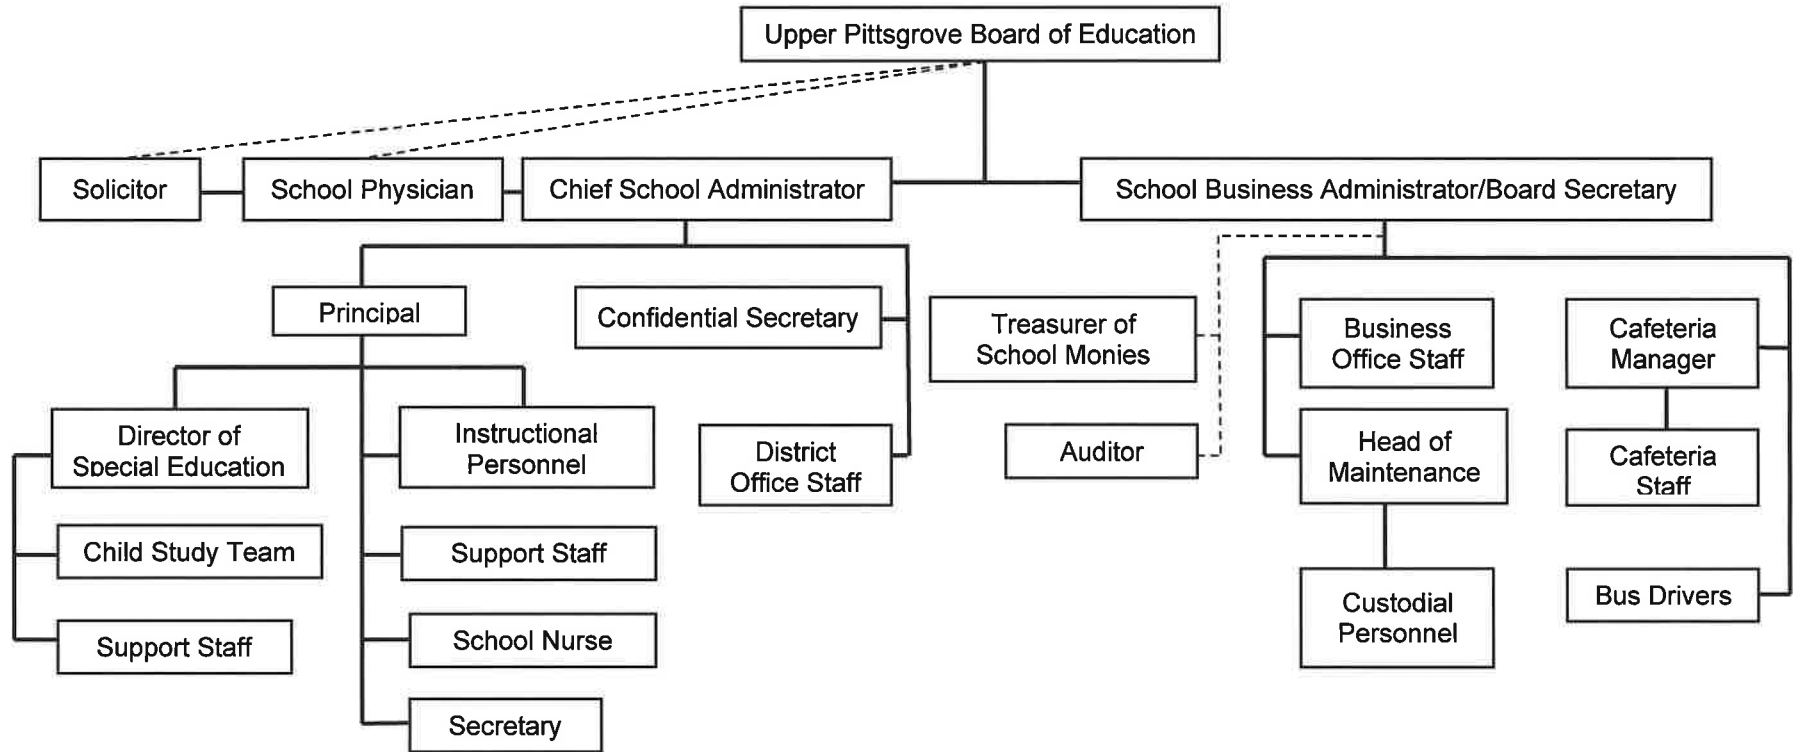 Upper Pittsgrove Board of Education
Solicitor
School Physician
Chief School Administrator
School Business Administrator/Board Secretary
Principal
Confidential Secretary
Treasurer of
School Monies
Business
Office Staff
Cafeteria
Manager
Director of
Special Education
Instructional
Personnel
District
Office Staff
Auditor
Head of
Maintenance
Cafeteria
Staff
Child Study Team
Support Staff
Support Staff
School Nurse
Secretary
Custodial
Personnel
Bus Drivers